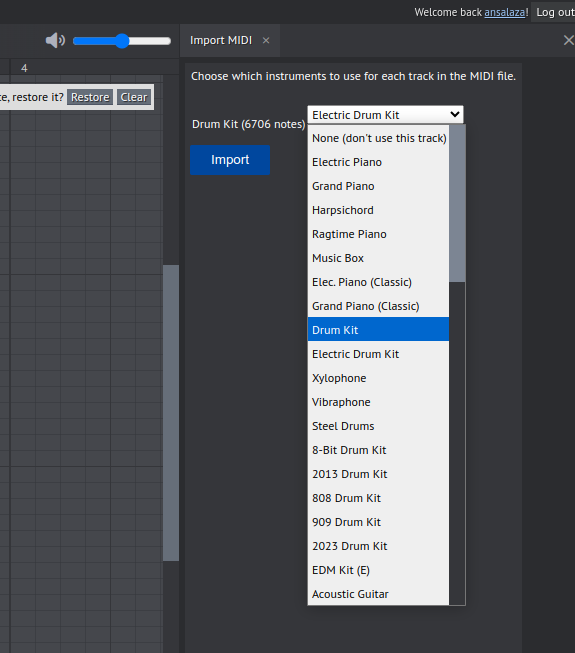 Welcome back ansalaza! Log out
Import MIDI ×
4
Choose which instruments to use for each track in the MIDI file.
e, restore it? Restore Clear
Drum Kit (6706 notes) Electric Drum Kit
Import
None (don't use this track)
Electric Piano
Grand Piano
Harpsichord
Ragtime Piano
Music Box
Elec. Piano (Classic)
Grand Piano (Classic)
Drum Kit
Electric Drum Kit
Xylophone
Vibraphone
Steel Drums
8-Bit Drum Kit
2013 Drum Kit
808 Drum Kit
909 Drum Kit
2023 Drum Kit
EDM Kit (E)
Acoustic Guitar